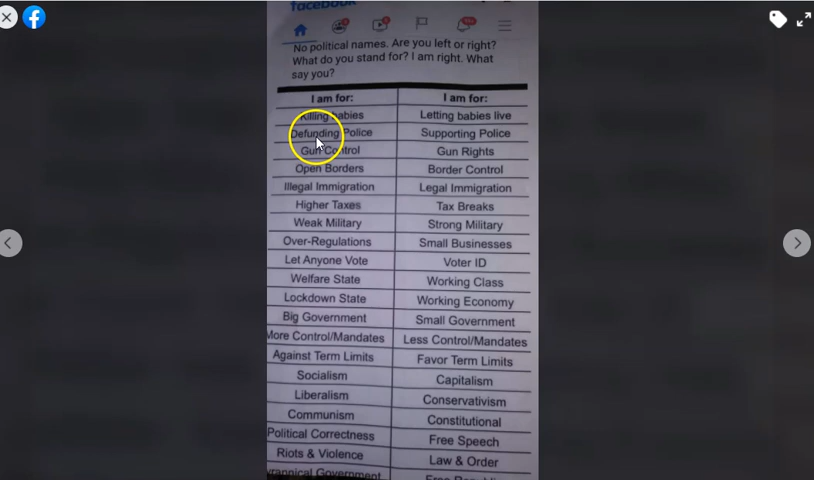 facebook
No political names. Are you left or right?
What do you stand for? I am right. What
say you?
I am for: I am for:
Killing babies Letting babies live
Defunding Police Supporting Police
Gun Control Gun Rights
Open Borders Border Control
Illegal Immigration Legal Immigration
Higher Taxes Tax Breaks
Weak Military Strong Military
Over-Regulations Small Businesses
Let Anyone Vote Voter ID
Welfare State Working Class
Lockdown State Working Economy
Big Government Small Government
More Control/Mandates Less Control/Mandates
Against Term Limits Favor Term Limits
Socialism Capitalism
Liberalism Conservativism
Communism Constitutional
Political Correctness Free Speech
Riots & Violence Law & Order
Government Free